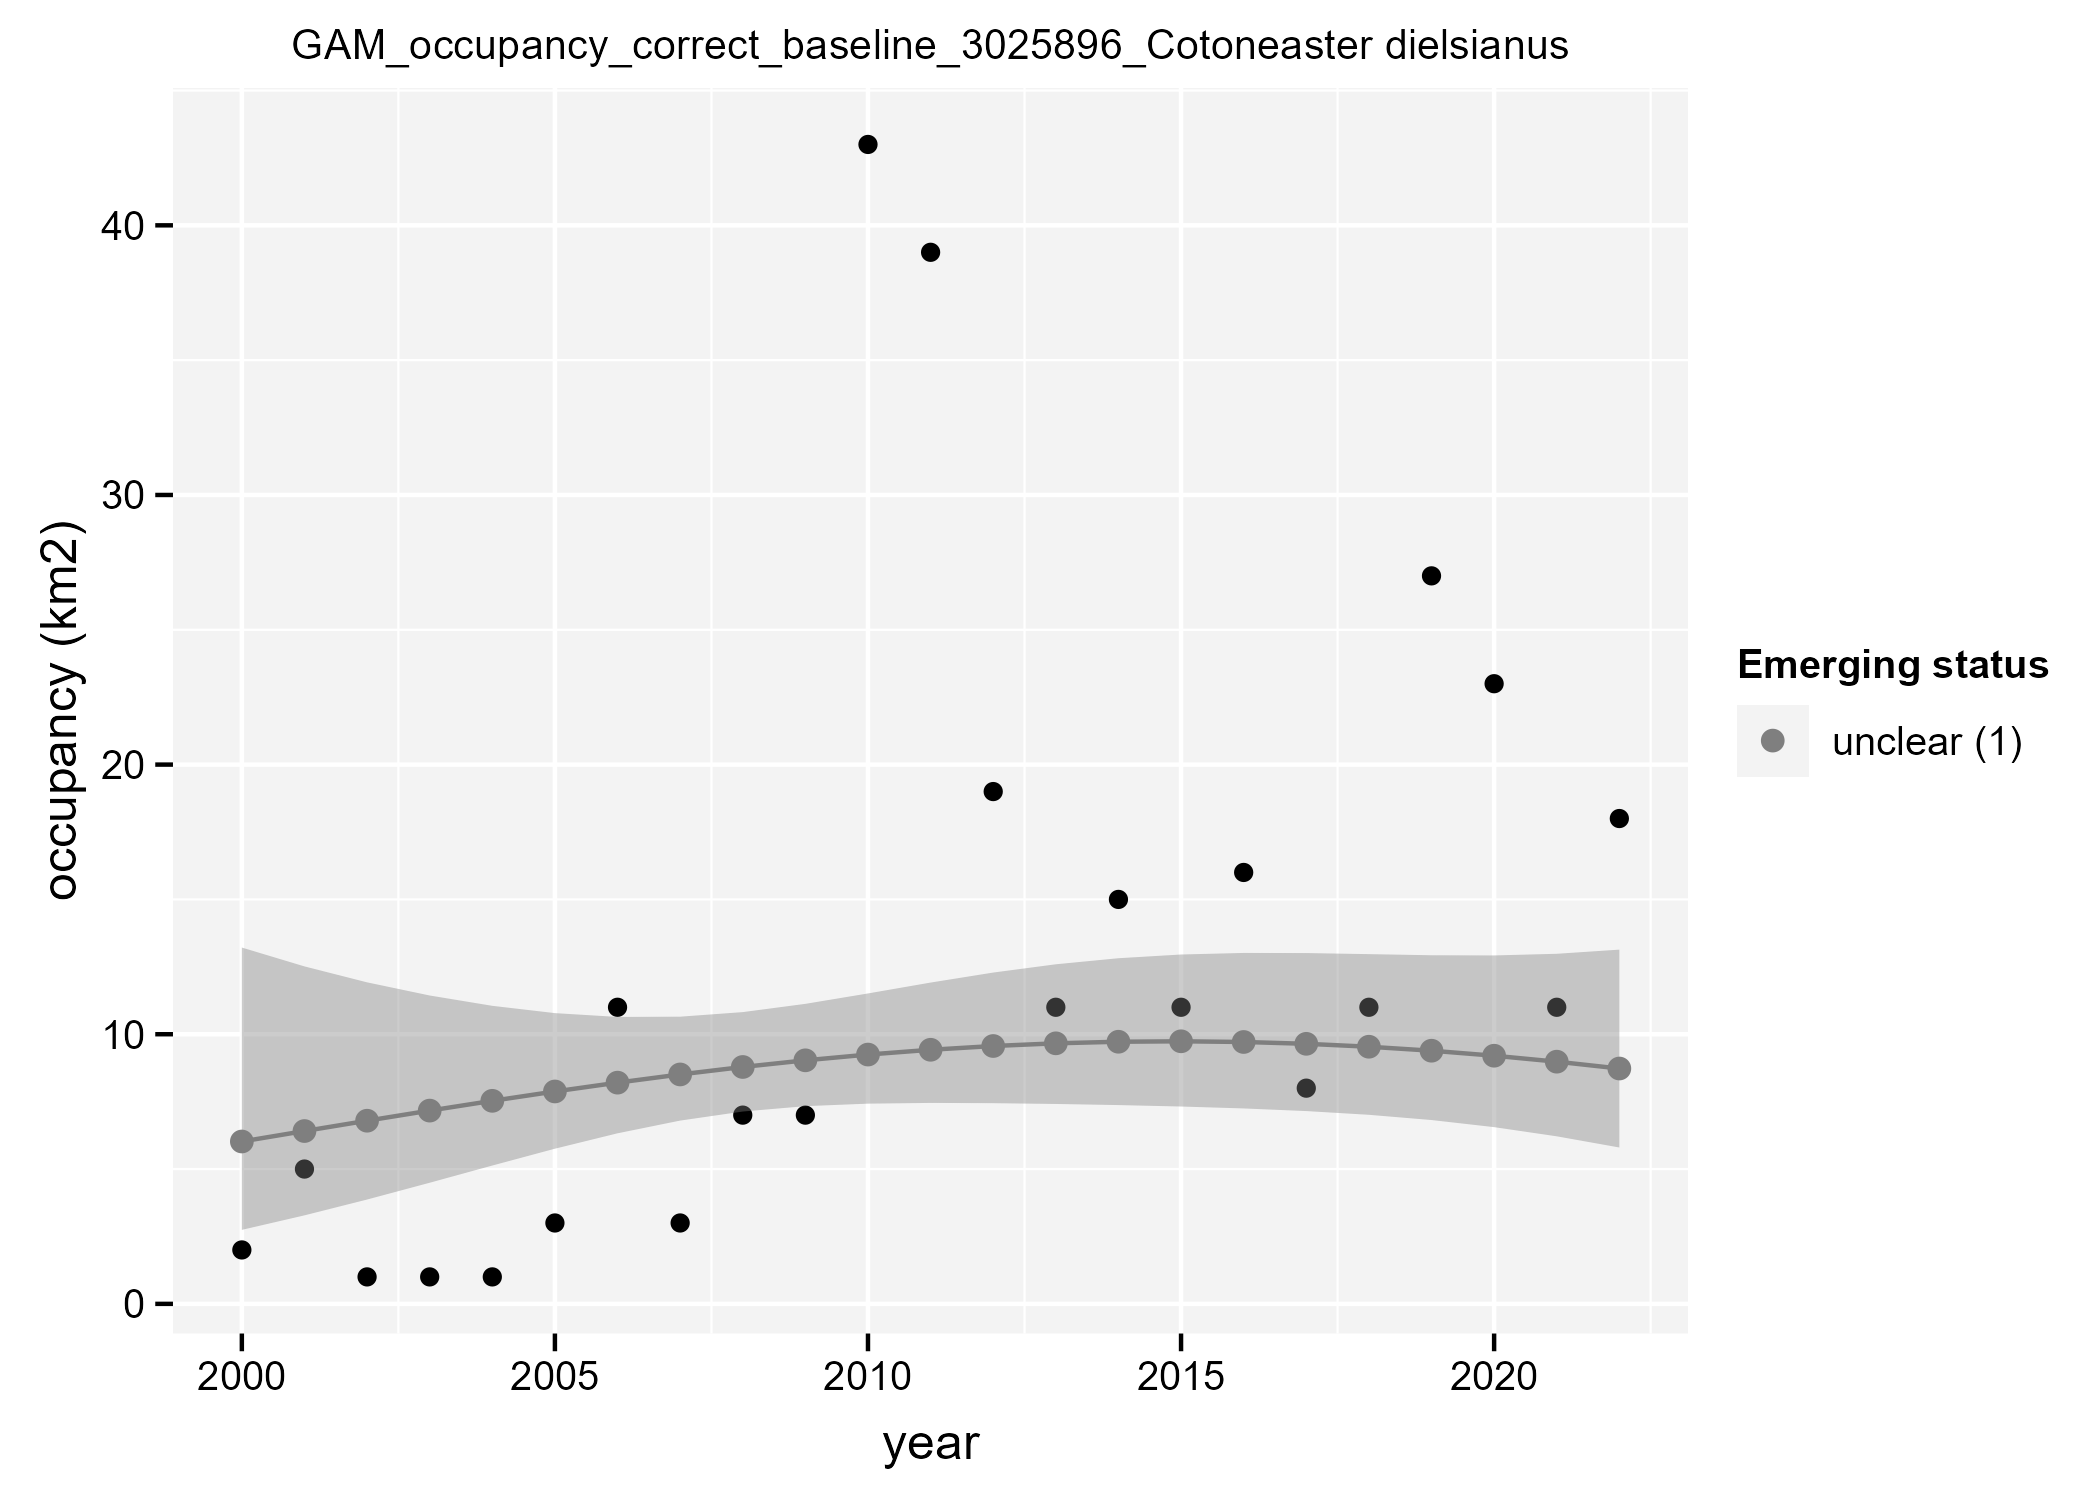 GAM_occupancy_correct_baseline_3025896_Cotoneaster dielsianus
occupancy (km2)
40
30
20
10
0
2000 2005 2010 2015 2020
year
Emerging status
unclear (1)